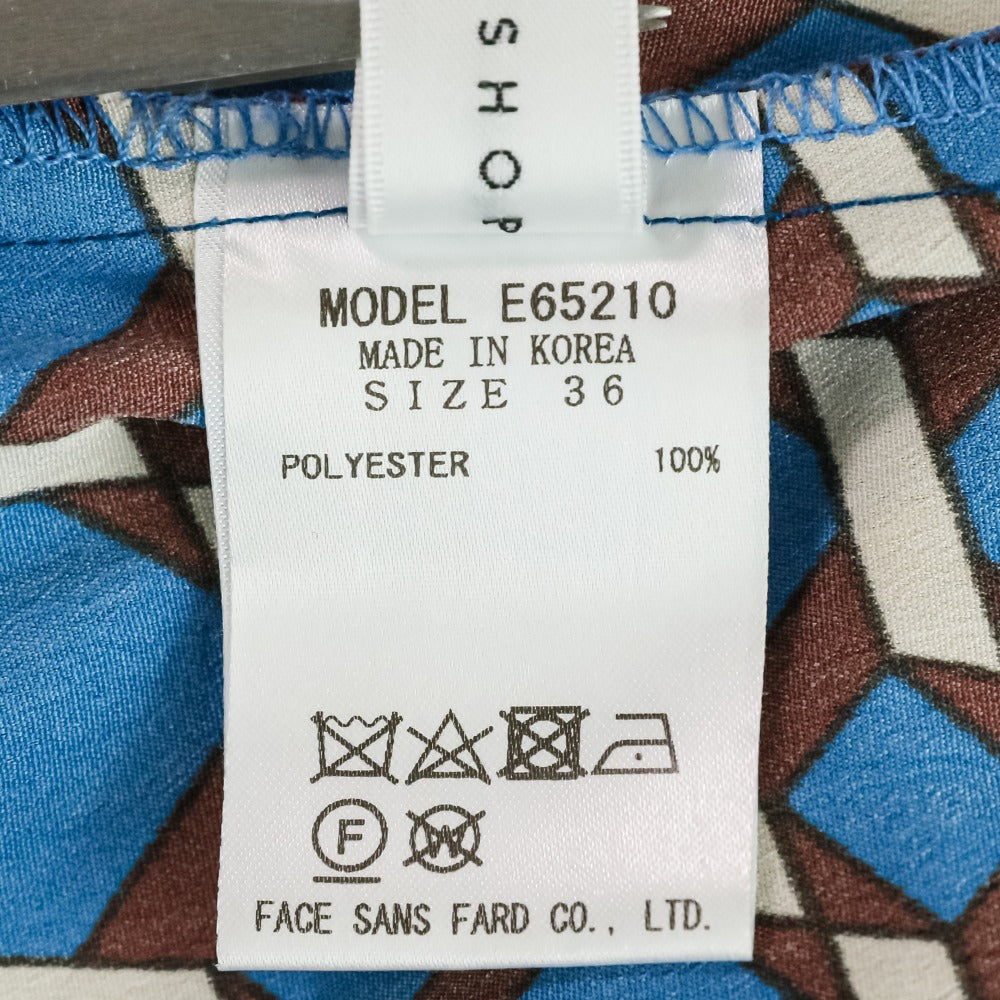 SHOP
MODEL E65210
MADE IN KOREA
SIZE 36
POLYESTER 100%
F W
FACE SANS FARD CO., LTD.